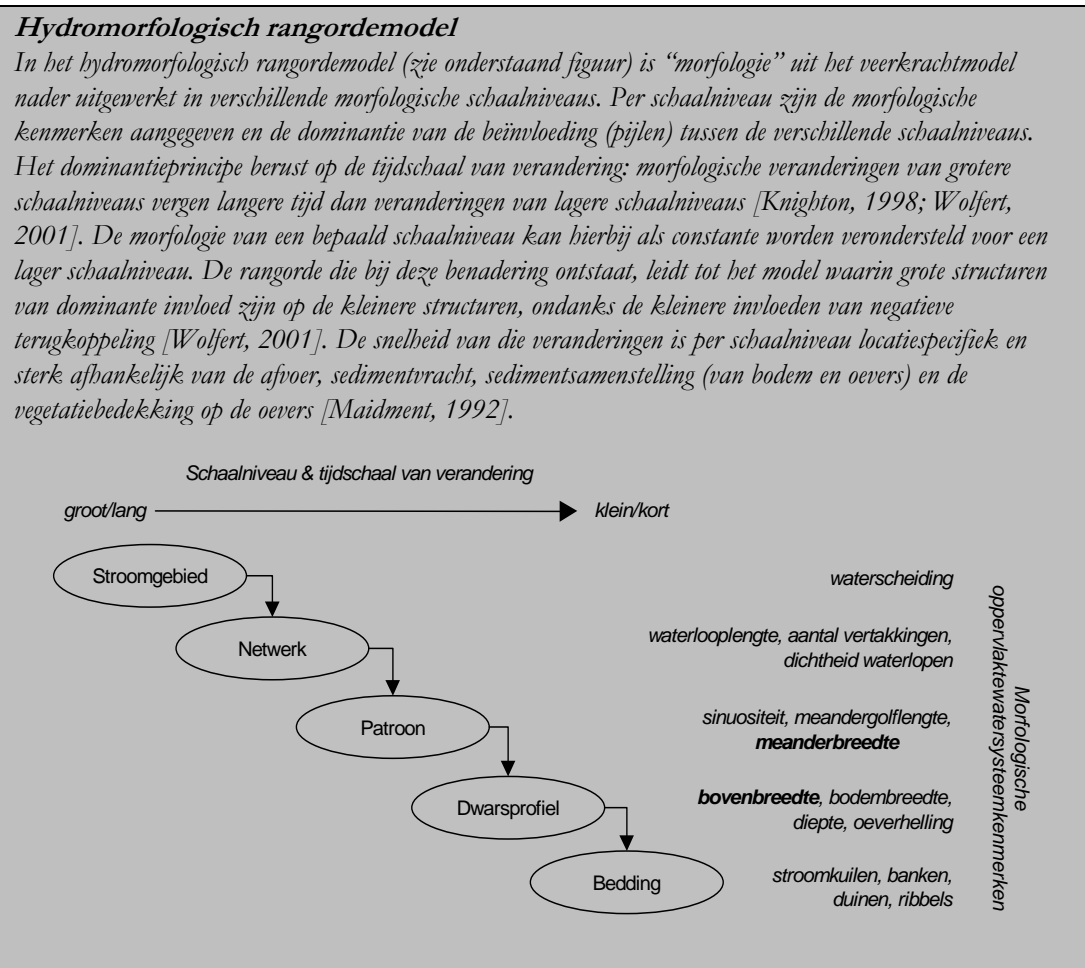 Hydromorfologisch rangordemodel
In het hydromorfologisch rangordemodel (zie onderstaand figuur) is “morfologie” uit het veerkrachtmodel
nader uitgewerkt in verschillende morfologische schaalniveaus. Per schaalniveau zijn de morfologische
kenmerken aangegeven en de dominantie van de beïnvloeding (pijlen) tussen de verschillende schaalniveaus.
Het dominantieprincipe berust op de tijdschaal van verandering: morfologische veranderingen van grotere
schaalniveaus vergen langere tijd dan veranderingen van lagere schaalniveaus [Knighton, 1998; Wolfert,
2001]. De morfologie van een bepaald schaalniveau kan hierbij als constante worden verondersteld voor een
lager schaalniveau. De rangorde die bij deze benadering ontstaat, leidt tot het model waarin grote structuren
van dominante invloed zijn op de kleinere structuren, ondanks de kleinere invloeden van negatieve
terugkoppeling [Wolfert, 2001]. De snelheid van die veranderingen is per schaalniveau locatiespecifiek en
sterk afhankelijk van de afvoer, sedimentvracht, sedimentsamenstelling (van bodem en oevers) en de
vegetatiebedekking op de oevers [Maidment, 1992].
Schaalniveau & tijdschaal van verandering
groot/lang
klein/kort
Stroomgebied
waterscheiding
Netwerk
waterlooplengte, aantal vertakkingen,
dichtheid waterlopen
Patroon
sinuositeit, meandergolflengte,
meanderbreedte
Dwarsprofiel
bovenbreedte, bodembreedte,
diepte, oeverhelling
Bedding
stroomkuilen, banken,
duinen, ribbels
Morfologische
oppervlaktewatersysteemkenmerken